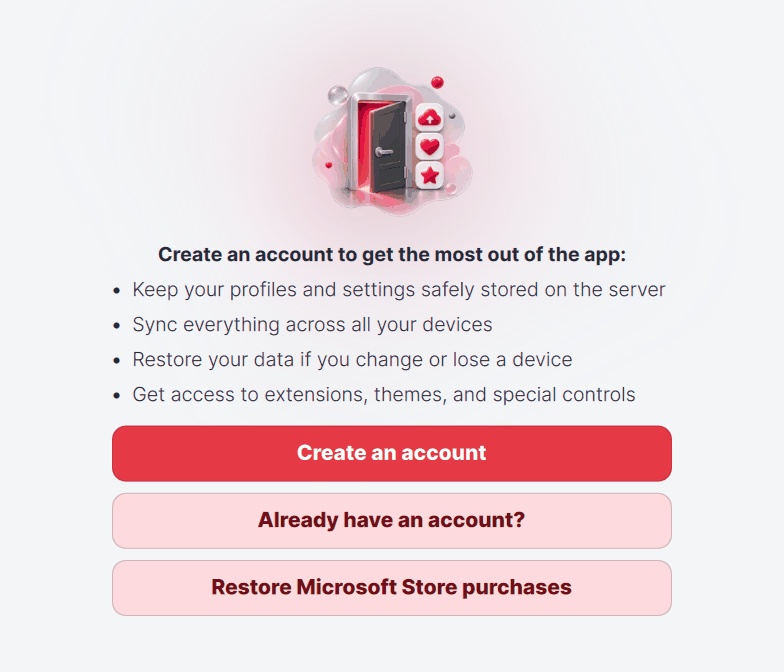 Create an account to get the most out of the app:
• Keep your profiles and settings safely stored on the server
• Sync everything across all your devices
• Restore your data if you change or lose a device
• Get access to extensions, themes, and special controls
Create an account
Already have an account?
Restore Microsoft Store purchases